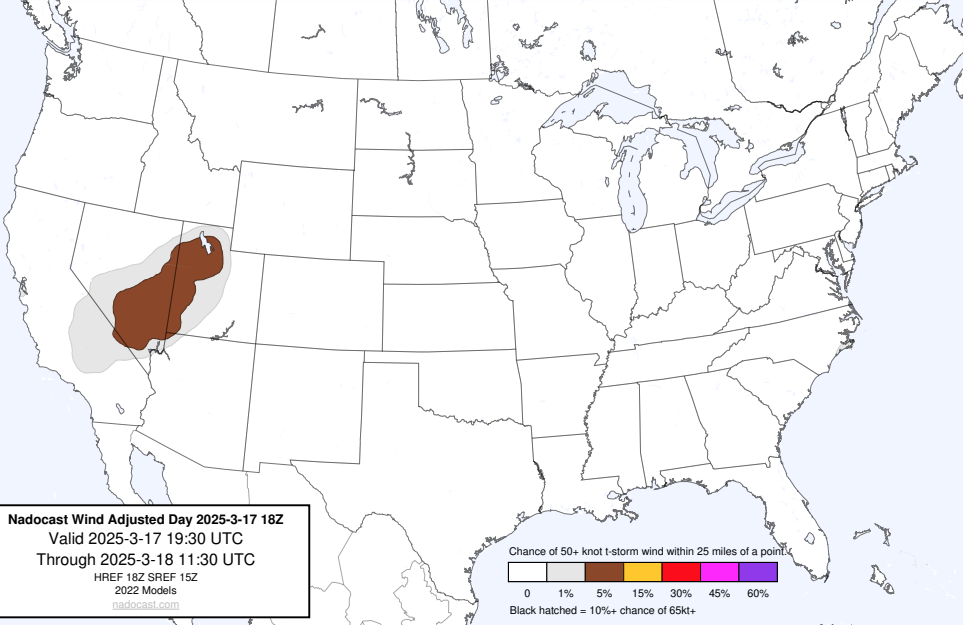 Nadocast Wind Adjusted Day 2025-3-17 18Z
Valid 2025-3-17 19:30 UTC
Through 2025-3-18 11:30 UTC
HREF 18Z SREF 15Z
2022 Models
nadocast.com
Chance of 50+ knot t-storm wind within 25 miles of a point.
0 1% 5% 15% 30% 45% 60%
Black hatched = 10%+ chance of 65kt+